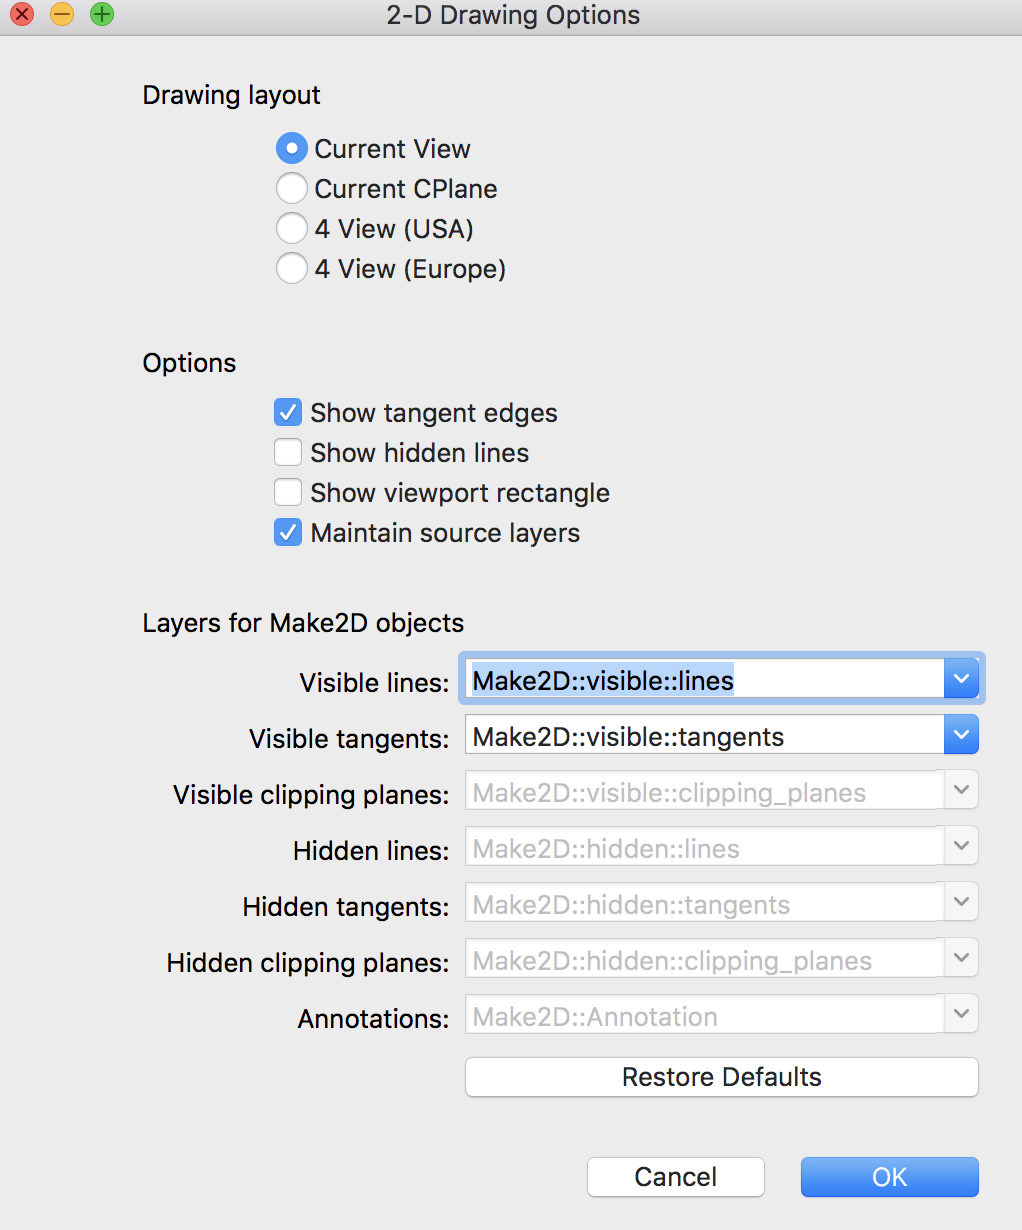 2-D Drawing Options
Drawing layout
Current View
Current CPlane
4 View (USA)
4 View (Europe)
Options
Show tangent edges
Show hidden lines
Show viewport rectangle
Maintain source layers
Layers for Make2D objects
Visible lines: Make2D::visible::lines
Visible tangents: Make2D::visible::tangents
Visible clipping planes: Make2D::visible::clipping_planes
Hidden lines: Make2D::hidden::lines
Hidden tangents: Make2D::hidden::tangents
Hidden clipping planes: Make2D::hidden::clipping_planes
Annotations: Make2D::Annotation
Restore Defaults
Cancel OK